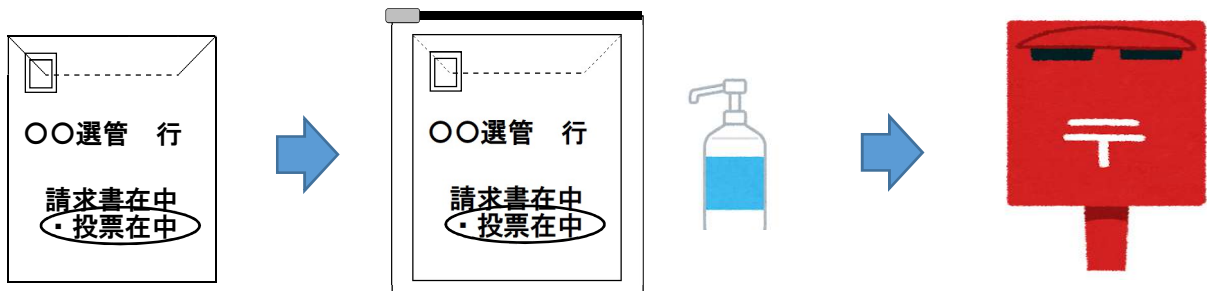 〇〇選管　行
請求書在中
・投票在中
〇〇選管　行
請求書在中
・投票在中
〒